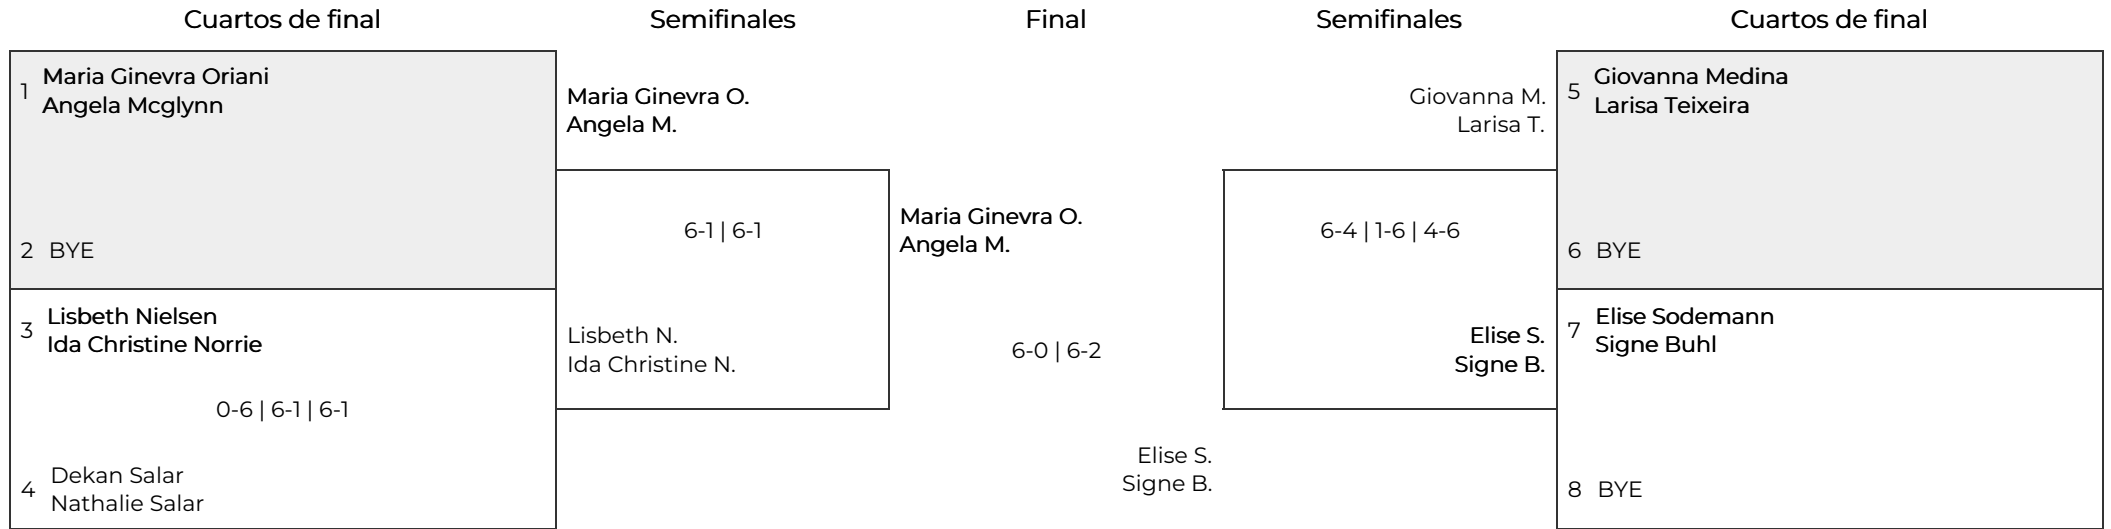 Cuartos de final
Semifinales
Final
Semifinales
Cuartos de final
1
Maria Ginevra Oriani
Angela Mcglynn
2 BYE
3
Lisbeth Nielsen
Ida Christine Norrie
0-6 | 6-1 | 6-1
4
Dekan Salar
Nathalie Salar
Maria Ginevra O.
Angela M.
6-1 | 6-1
Lisbeth N.
Ida Christine N.
Maria Ginevra O.
Angela M.
6-0 | 6-2
Elise S.
Signe B.
Giovanna M.
Larisa T.
6-4 | 1-6 | 4-6
Elise S.
Signe B.
5
Giovanna Medina
Larisa Teixeira
6 BYE
7
Elise Sodemann
Signe Buhl
8 BYE